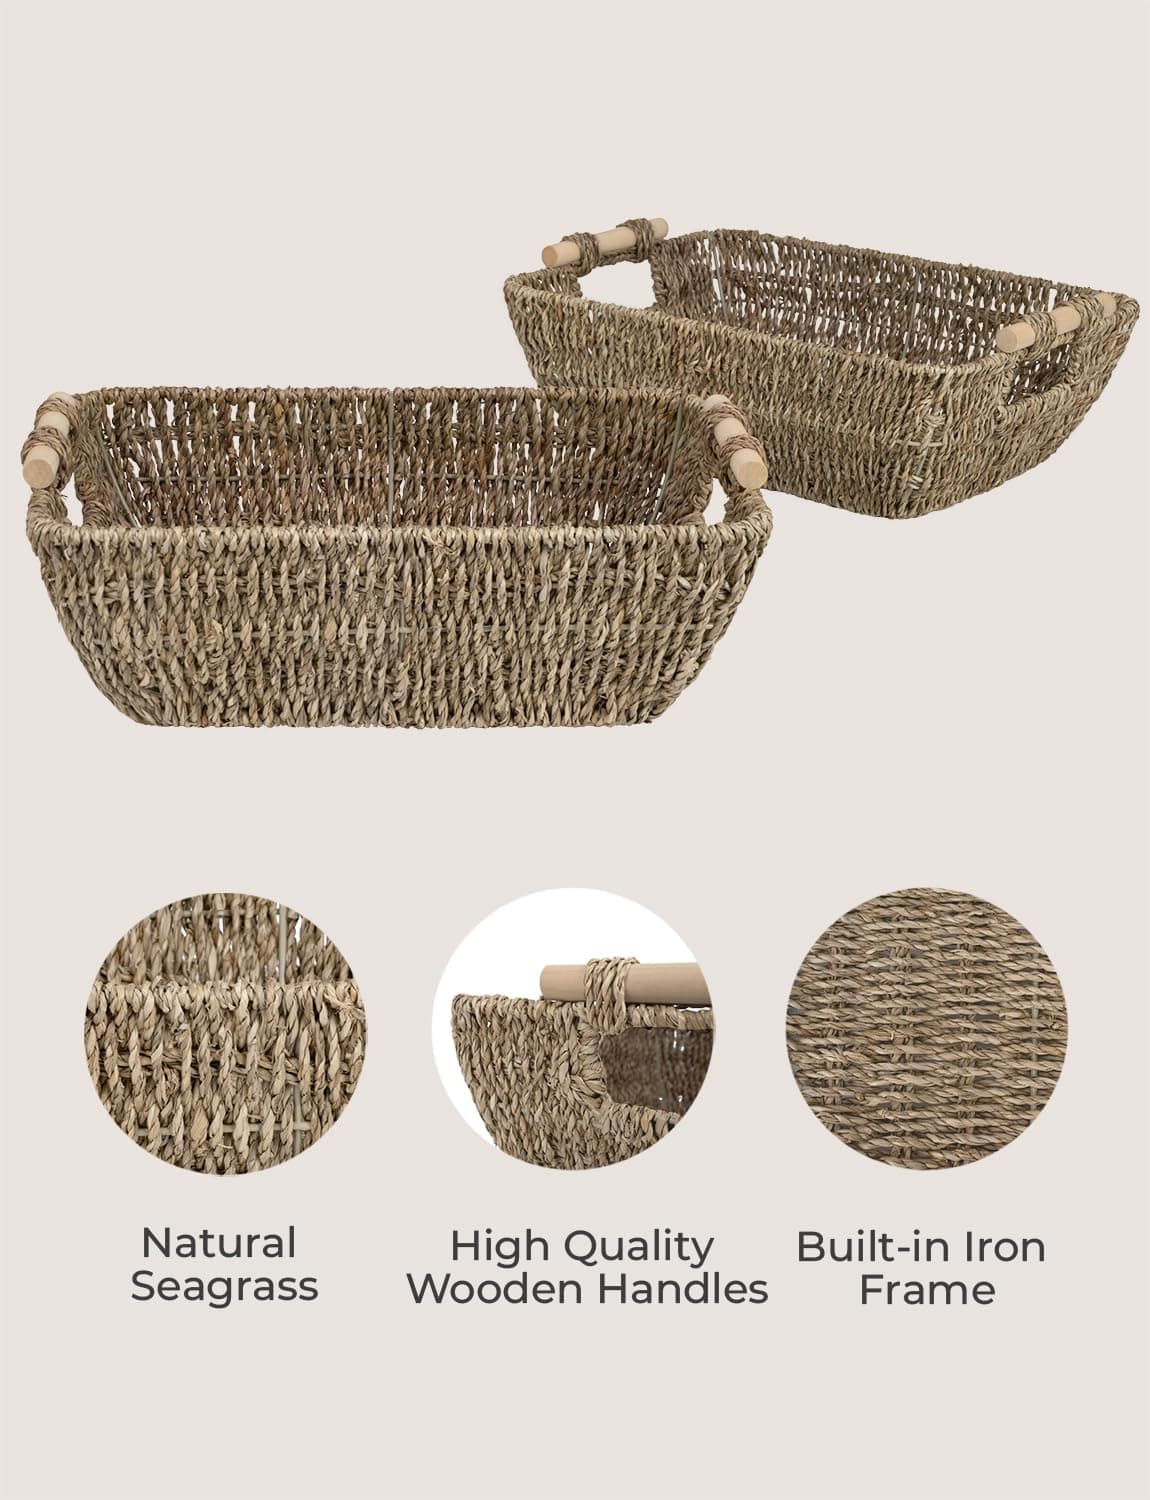 Natural
Seagrass
High Quality
Wooden Handles
Built-in Iron
Frame